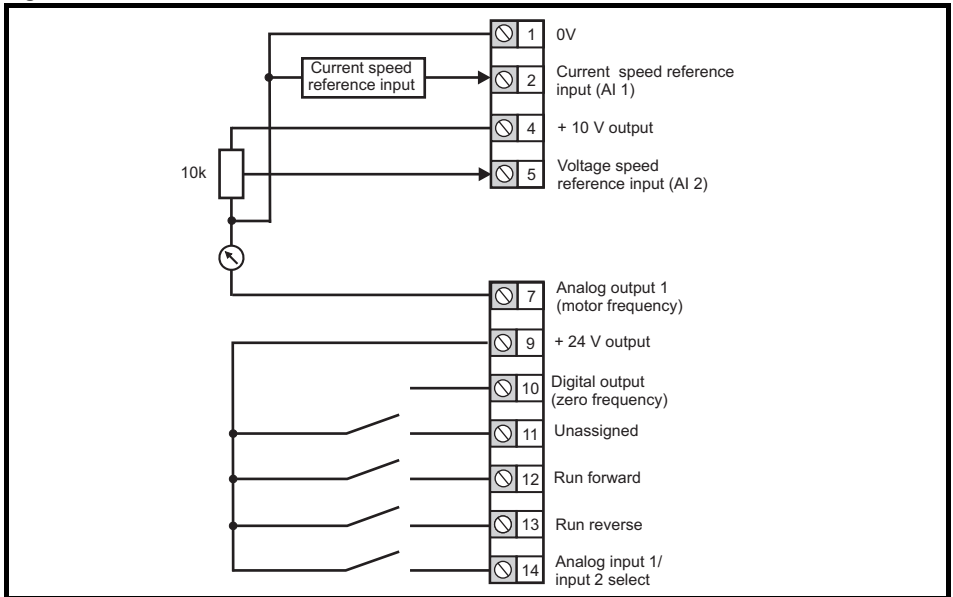 1 0V
Current speed
reference input
2 Current speed reference
input (AI 1)
4 + 10 V output
10k
5 Voltage speed
reference input (AI 2)
7 Analog output 1
(motor frequency)
9 + 24 V output
10 Digital output
(zero frequency)
11 Unassigned
12 Run forward
13 Run reverse
14 Analog input 1/
input 2 select